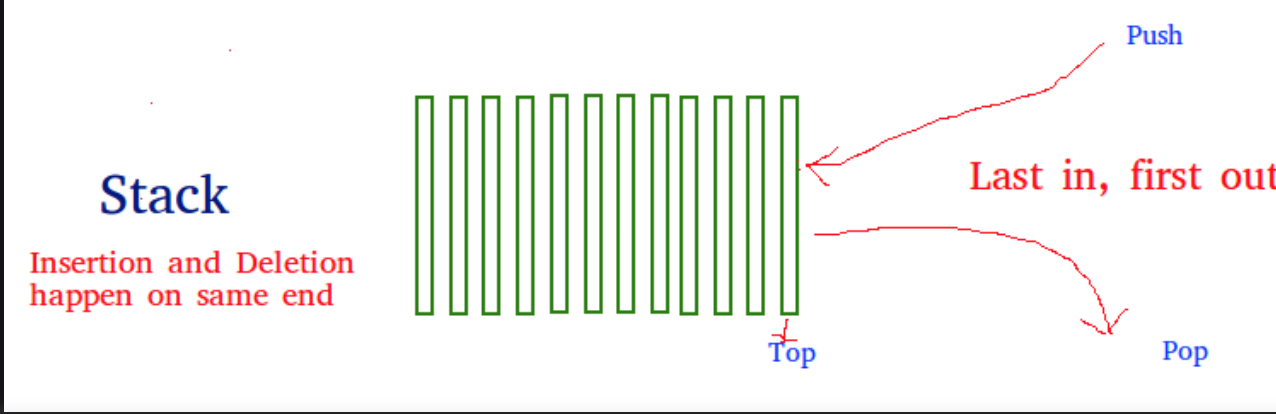 Push
Last in, first out
Stack
Insertion and Deletion
happen on same end
Top
Pop